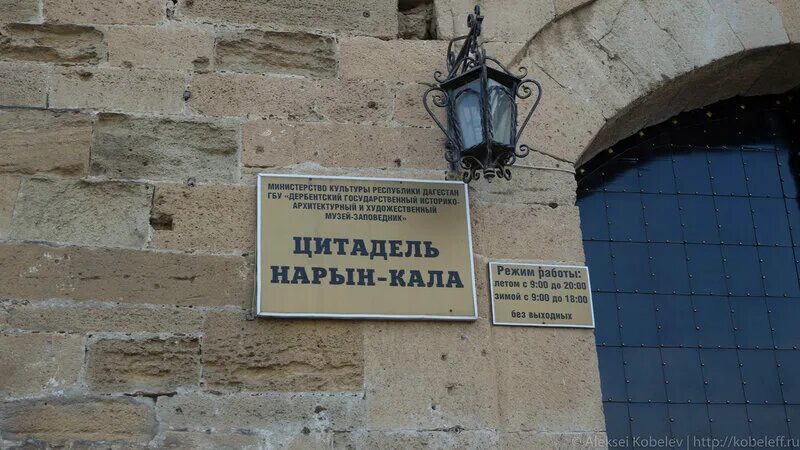 МИНИСТЕРСТВО КУЛЬТУРЫ РЕСПУБЛИКИ ДАГЕСТАН
ГБУ «ДЕРБЕНТСКИЙ ГОСУДАРСТВЕННЫЙ ИСТОРИКО-
АРХИТЕКТУРНЫЙ И ХУДОЖЕСТВЕННЫЙ
МУЗЕЙ-ЗАПОВЕДНИК»
ЦИТАДЕЛЬ
НАРЫН-КАЛА
Режим работы:
летом с 9:00 до 20:00
зимой с 9:00 до 18:00
без выходных
© Aleksei Kobelev | http://kobeleff.ru